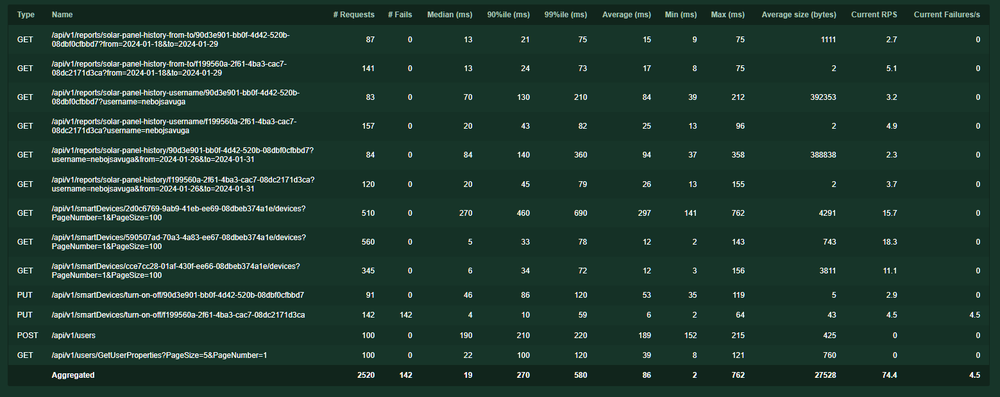 Type Name # Requests # Fails Median (ms) 90%ile (ms) 99%ile (ms) Average (ms) Min (ms) Max (ms) Average size (bytes) Current RPS Current Failures/s
GET /api/v1/reports/solar-panel-history-from-to/90d3e901-bb0f-4d42-520b-
08dbf0cfbbd7?from=2024-01-18&to=2024-01-29 87 0 13 21 75 15 9 75 1111 2.7 0
GET /api/v1/reports/solar-panel-history-from-to/f199560a-2f61-4ba3-cac7-
08dc2171d3ca?from=2024-01-18&to=2024-01-29 141 0 13 24 73 17 8 75 2 5.1 0
GET /api/v1/reports/solar-panel-history-username/90d3e901-bb0f-4d42-520b-
08dbf0cfbbd7?username=nebojsavuga 83 0 70 130 210 84 39 212 392353 3.2 0
GET /api/v1/reports/solar-panel-history-username/f199560a-2f61-4ba3-cac7-
08dc2171d3ca?username=nebojsavuga 157 0 20 43 82 25 13 96 2 4.9 0
GET /api/v1/reports/solar-panel-history/90d3e901-bb0f-4d42-520b-08dbf0cfbbd7?
username=nebojsavuga&from=2024-01-26&to=2024-01-31 84 0 84 140 360 94 37 358 388838 2.3 0
GET /api/v1/reports/solar-panel-history/f199560a-2f61-4ba3-cac7-08dc2171d3ca?
username=nebojsavuga&from=2024-01-26&to=2024-01-31 120 0 20 45 79 26 13 155 2 3.7 0
GET /api/v1/smartDevices/2d0c6769-9ab9-41eb-ee69-08dbeb374a1e/devices?
PageNumber=1&PageSize=100 510 0 270 460 690 297 141 762 4291 15.7 0
GET /api/v1/smartDevices/590507ad-70a3-4a83-ee67-08dbeb374a1e/devices?
PageNumber=1&PageSize=100 560 0 5 33 78 12 2 143 743 18.3 0
GET /api/v1/smartDevices/cce7cc28-01af-430f-ee66-08dbeb374a1e/devices?
PageNumber=1&PageSize=100 345 0 6 34 72 12 3 156 3811 11.1 0
PUT /api/v1/smartDevices/turn-on-off/90d3e901-bb0f-4d42-520b-08dbf0cfbbd7 91 0 46 86 120 53 35 119 5 2.9 0
PUT /api/v1/smartDevices/turn-on-off/f199560a-2f61-4ba3-cac7-08dc2171d3ca 142 142 4 10 59 6 2 64 43 4.5 4.5
POST /api/v1/users 100 0 190 210 220 189 152 215 425 0 0
GET /api/v1/users/GetUserProperties?PageSize=5&PageNumber=1 100 0 22 100 120 39 8 121 760 0 0
Aggregated 2520 142 19 270 580 86 2 762 27528 74.4 4.5